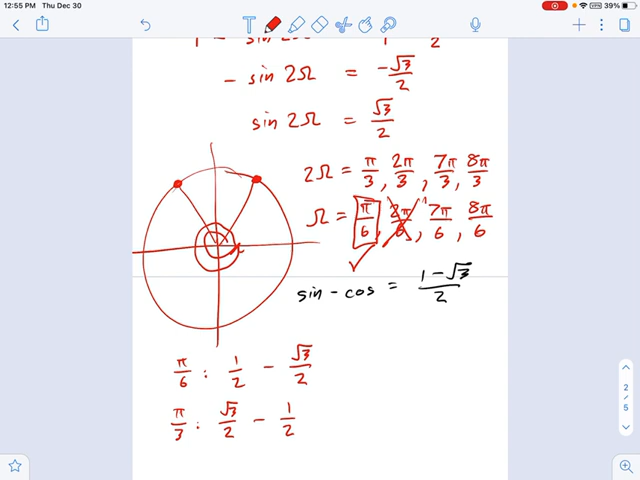 12:55 PM Thu Dec 30
39%
- sin 2Ω = -√3/2
sin 2Ω = √3/2
2Ω = π/3, 2π/3, 7π/3, 8π/3
Ω = π/6, 2π/6, 7π/6, 8π/6
sin - cos = (1-√3)/2
π/6 : 1/2 - √3/2
π/3 : √3/2 - 1/2
2
/
5